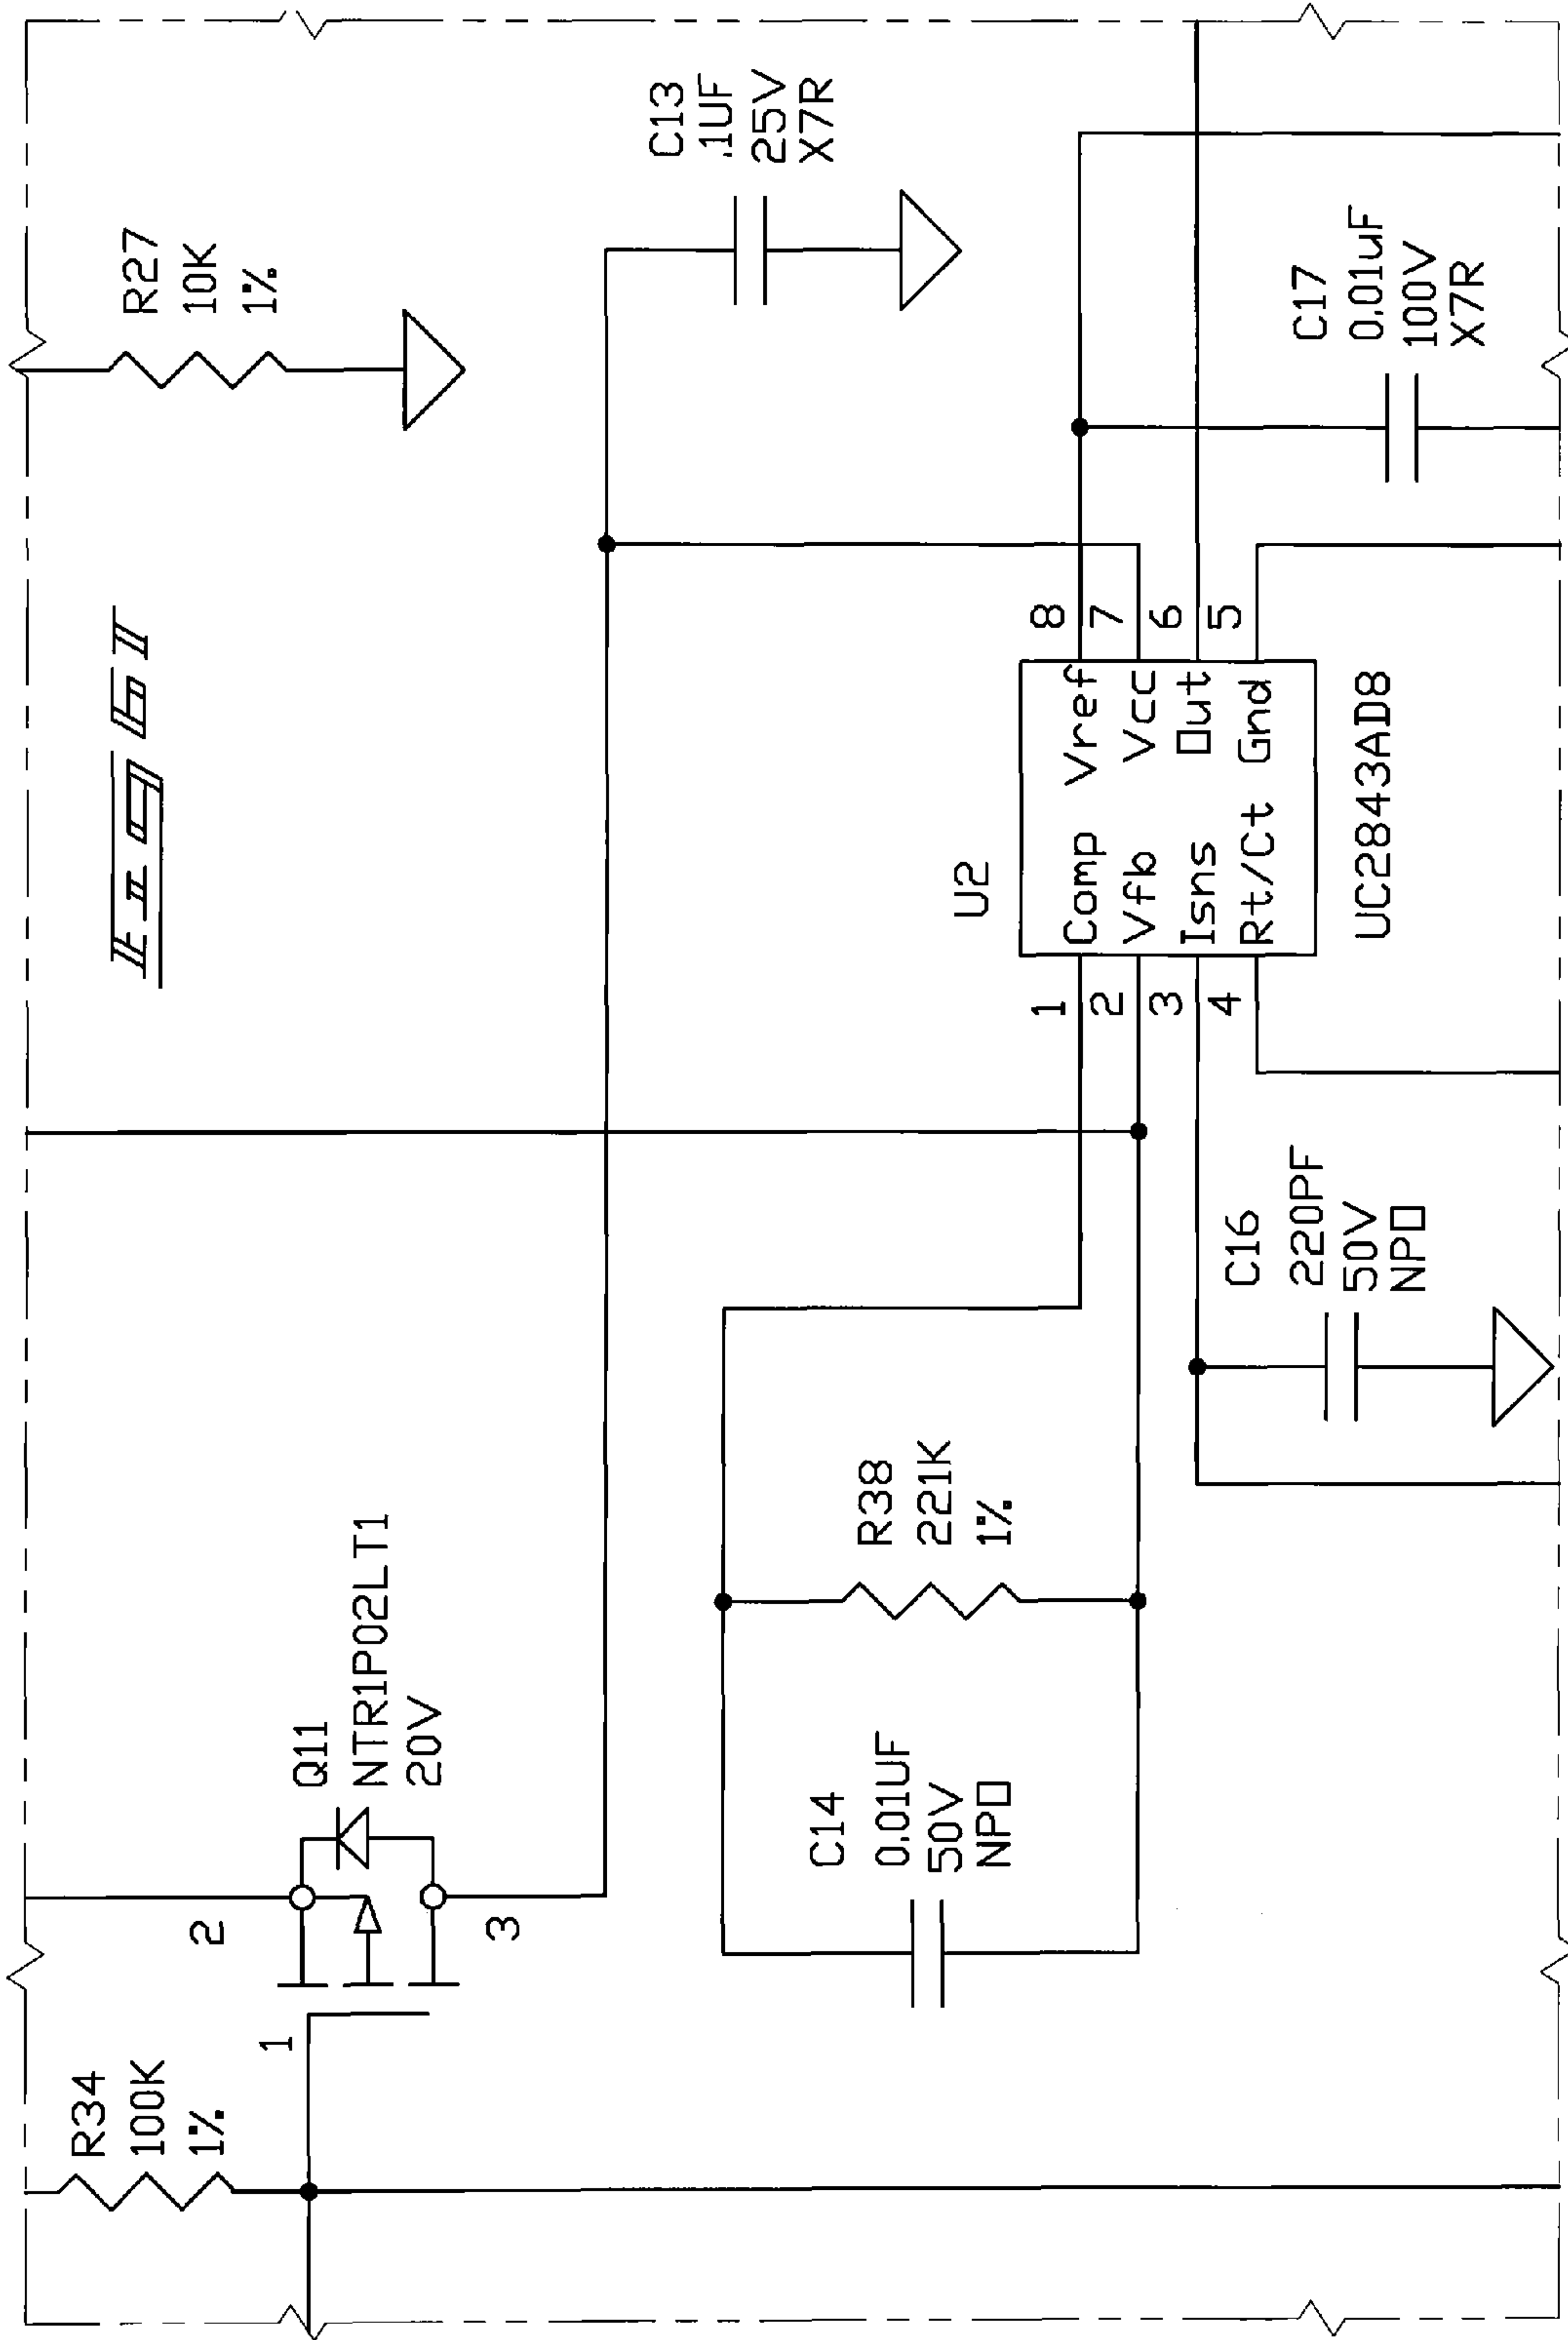 FIG 6I
R34
100K
1%
Q11
NTR1P02LT1
20V
1
2
3
R27
10K
1%
C13
.1UF
25V
X7R
C14
0.01UF
50V
NPO
R38
221K
1%
U2
1
2
3
4
Comp Vref
Vfb Vcc
Isns Out
Rt/Ct Gnd
8
7
6
5
UC2843AD8
C16
220PF
50V
NPO
C17
0.01uF
100V
X7R